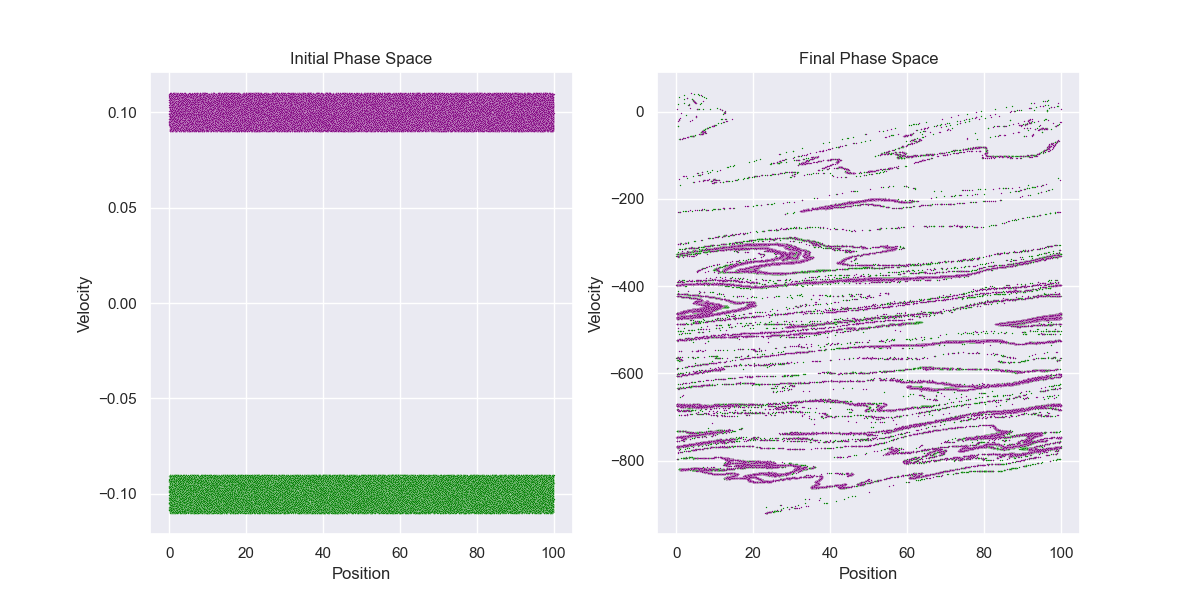 Initial Phase Space
Velocity
0.10
0.05
0.00
−0.05
−0.10
0 20 40 60 80 100
Position
Final Phase Space
Velocity
0
−200
−400
−600
−800
0 20 40 60 80 100
Position